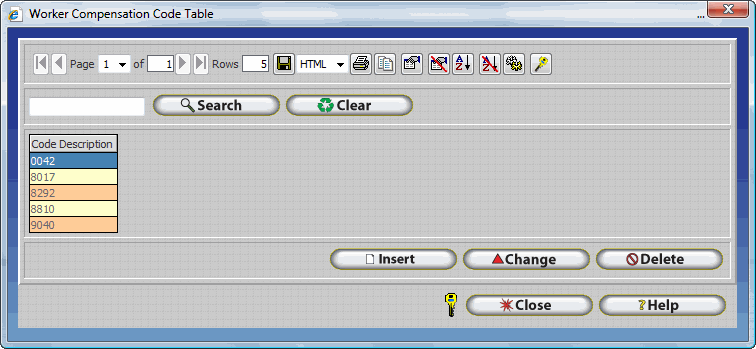 Worker Compensation Code Table
Page 1 of 1 Rows 5 HTML
Search Clear
Code Description
0042
8017
8292
8810
9040
Insert Change Delete
Close ?Help